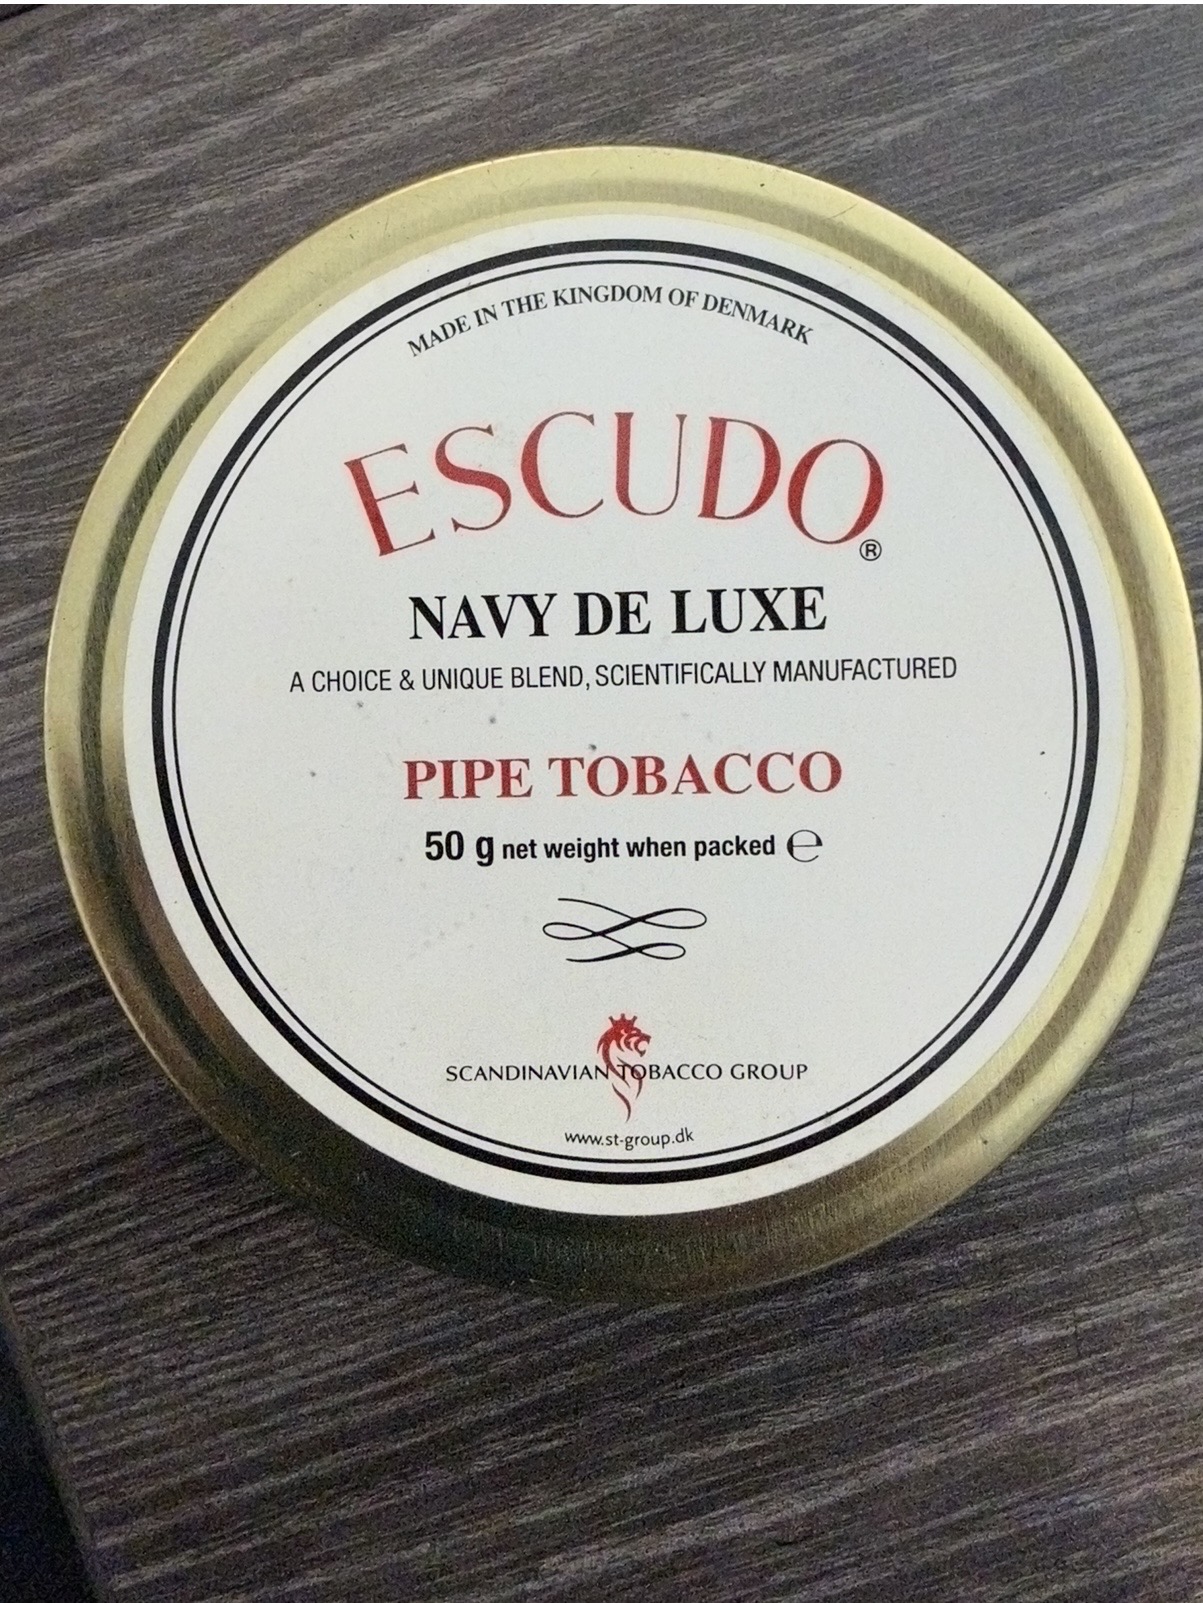 MADE IN THE KINGDOM OF DENMARK
ESCUDO®
NAVY DE LUXE
A CHOICE & UNIQUE BLEND, SCIENTIFICALLY MANUFACTURED
PIPE TOBACCO
50 g net weight when packed ℮
SCANDINAVIAN TOBACCO GROUP
www.st-group.dk